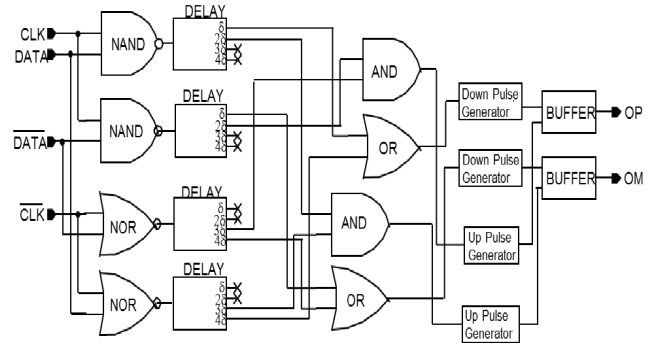 DELAY
CLK
DATA
NAND
δ
2δ
3δ
4δ
AND
DELAY
Down Pulse
Generator
BUFFER
OP
NAND
δ
2δ
3δ
4δ
DATA
OR
Down Pulse
Generator
BUFFER
OM
DELAY
CLK
NOR
δ
2δ
3δ
4δ
AND
Up Pulse
Generator
DELAY
NOR
δ
2δ
3δ
4δ
OR
Up Pulse
Generator